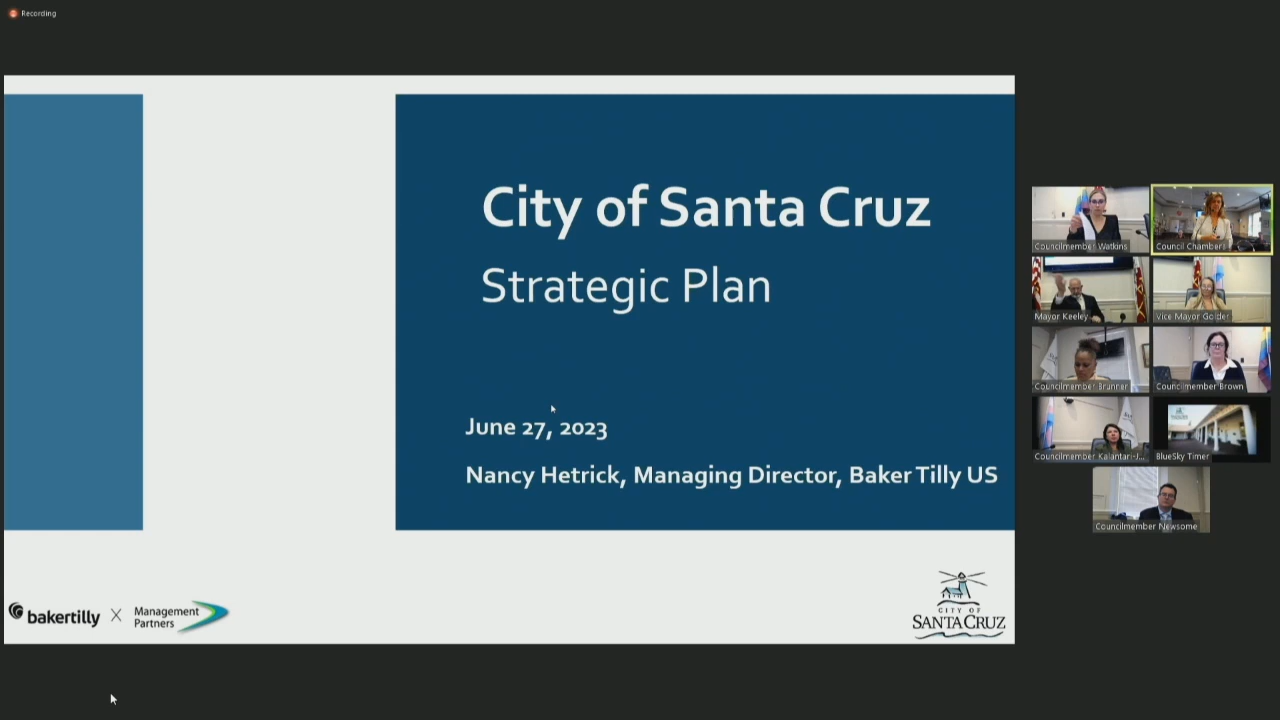 Recording
City of Santa Cruz
Strategic Plan
June 27, 2023
Nancy Hetrick, Managing Director, Baker Tilly US
bakertilly X Management Partners
CITY OF
SANTA CRUZ
Councilmember Watkins
Council Chambers
Mayor Keeley
Vice Mayor Golder
Councilmember Brunner
Councilmember Brown
Councilmember Kalantari-J...
BlueSky Timer
Councilmember Newsome